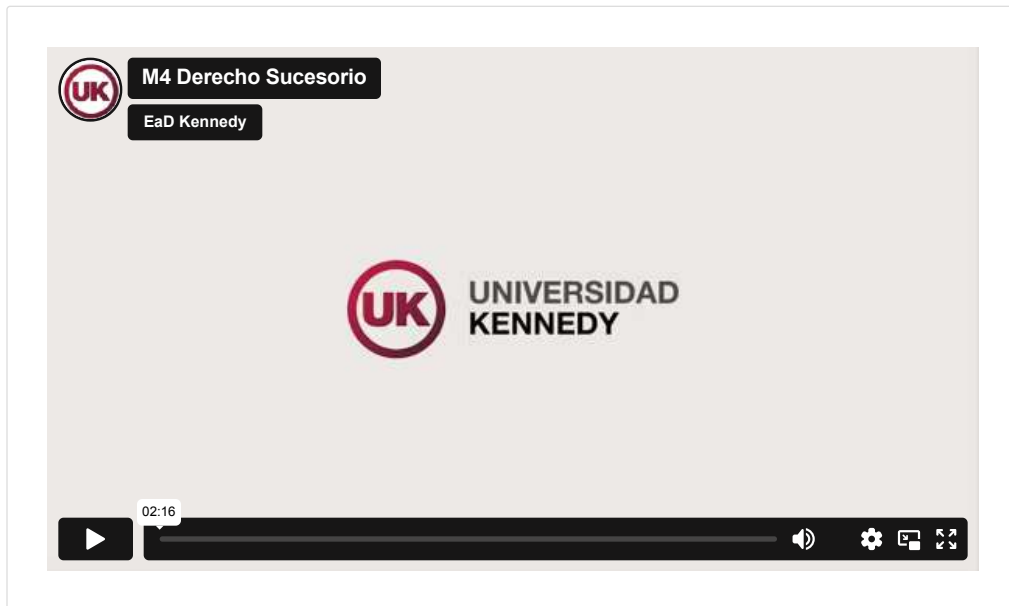 UK
M4 Derecho Sucesorio
EaD Kennedy
UK
UNIVERSIDAD
KENNEDY
02:16